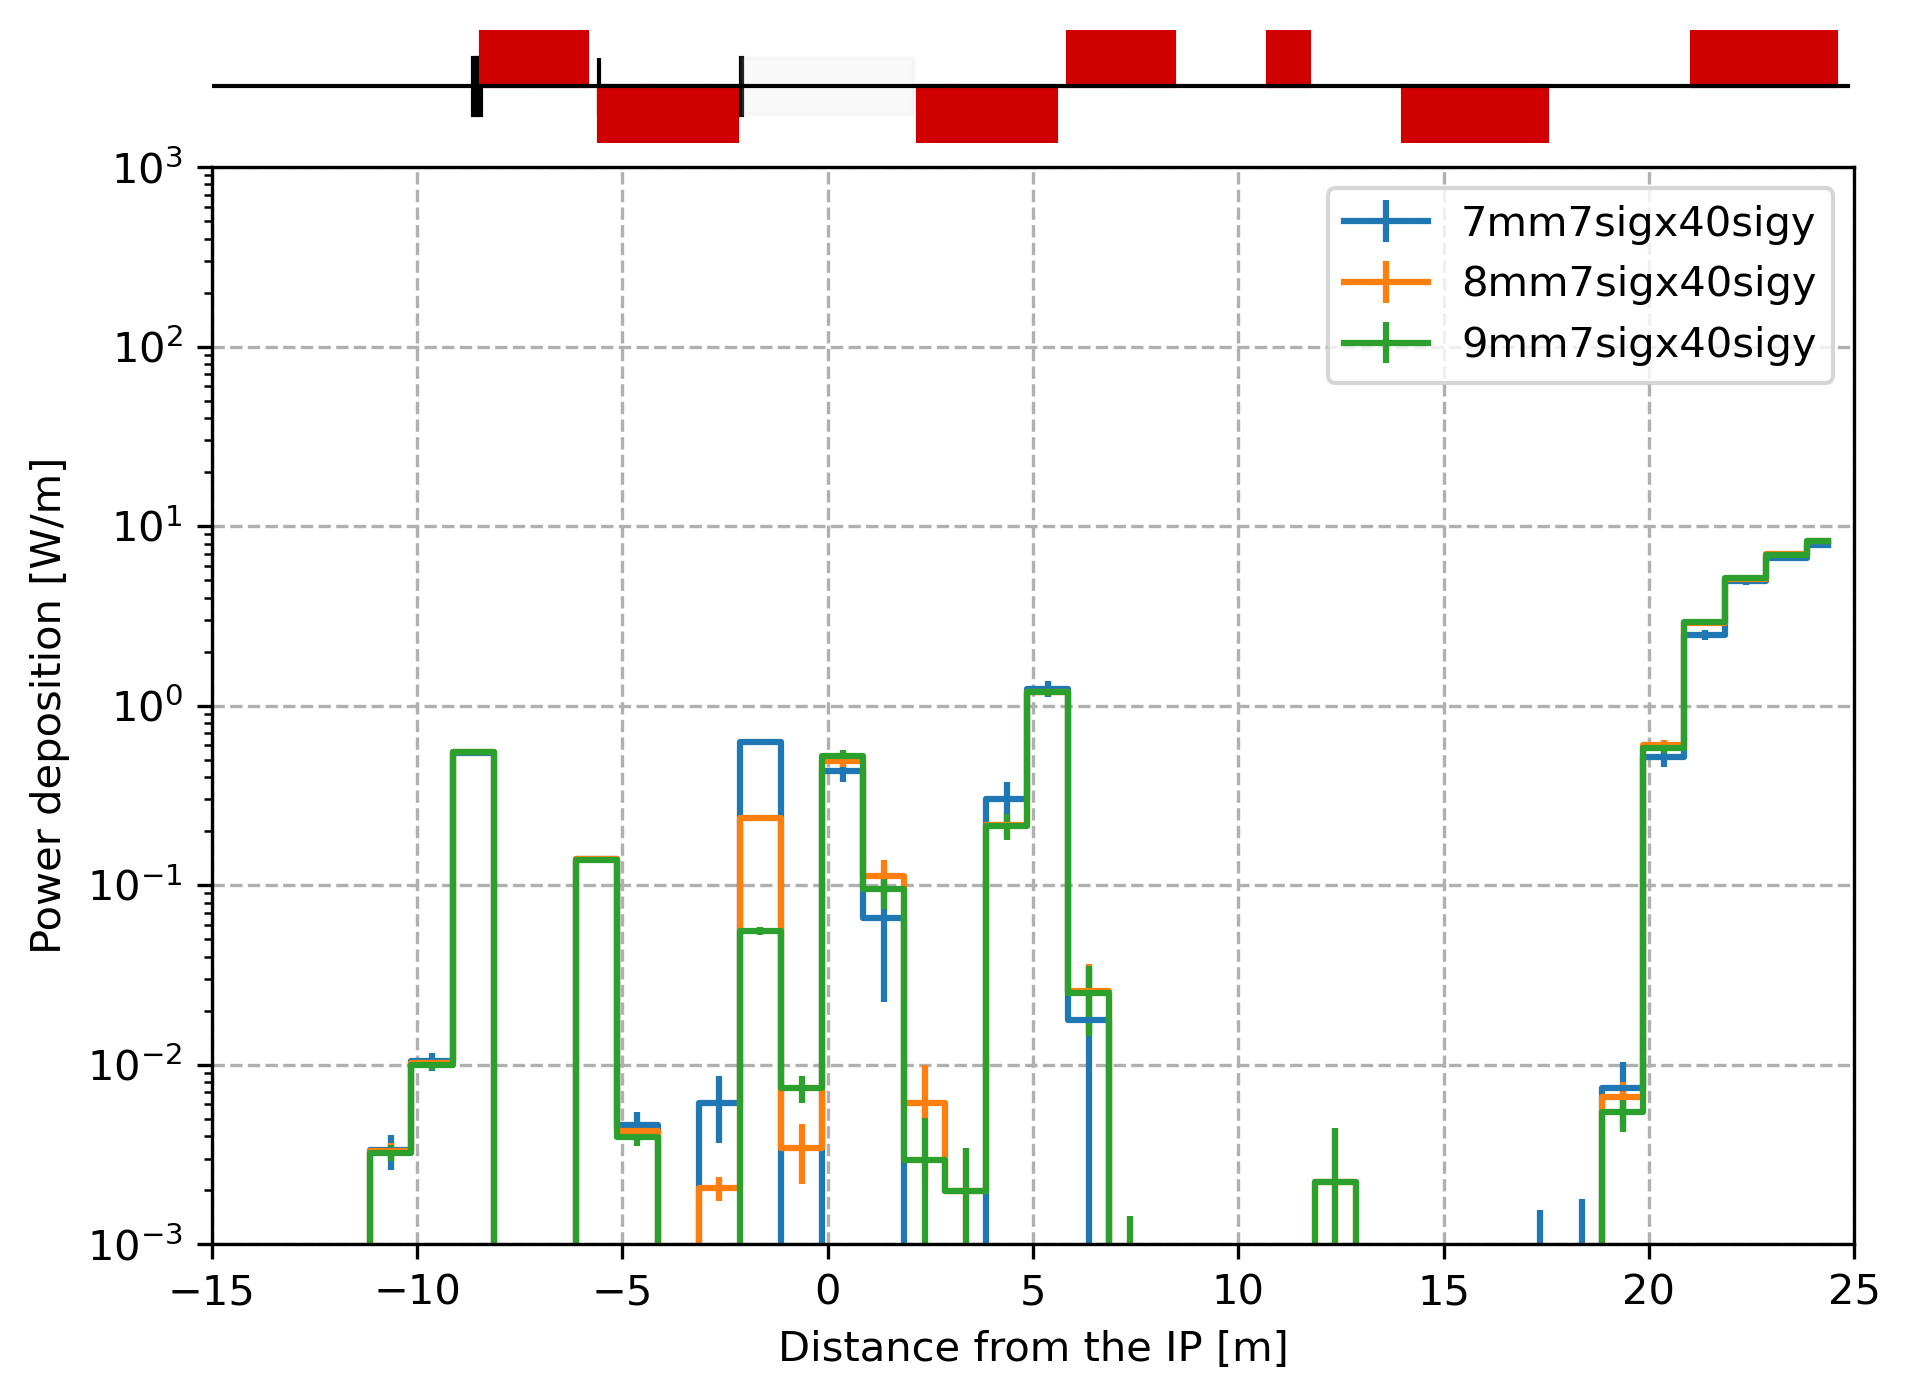 10³
10²
10¹
10⁰
10⁻¹
10⁻²
10⁻³
Power deposition [W/m]
7mm7sigx40sigy
8mm7sigx40sigy
9mm7sigx40sigy
−15 −10 −5 0 5 10 15 20 25
Distance from the IP [m]